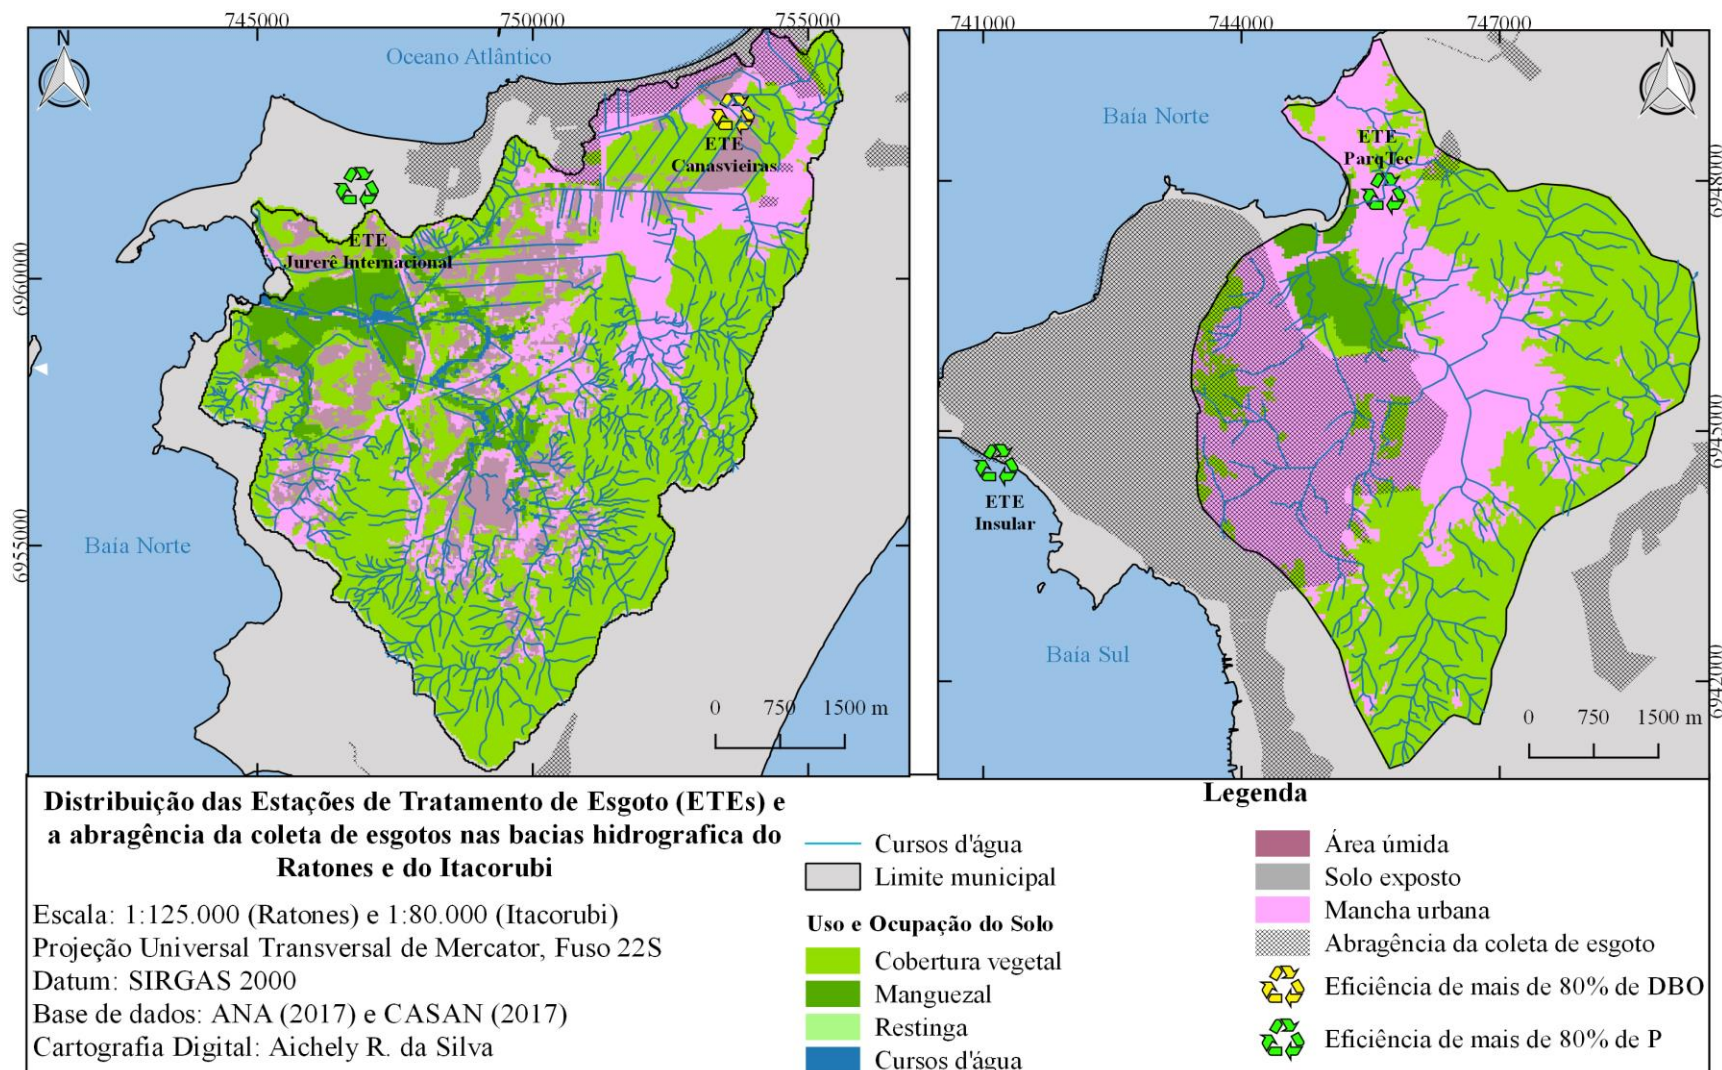 745000
750000
755000
741000
744000
747000
N
N
Oceano Atlântico
Baía Norte
ETE
Canasvieiras
ETE
ParqTec
6948000
ETE
Jurerê Internacional
6960000
6945000
ETE
Insular
Baía Norte
6955000
Baía Sul
6942000
0 750 1500 m
0 750 1500 m
Distribuição das Estações de Tratamento de Esgoto (ETEs) e
a abragência da coleta de esgotos nas bacias hidrografica do
Ratones e do Itacorubi
Escala: 1:125.000 (Ratones) e 1:80.000 (Itacorubi)
Projeção Universal Transversal de Mercator, Fuso 22S
Datum: SIRGAS 2000
Base de dados: ANA (2017) e CASAN (2017)
Cartografia Digital: Aichely R. da Silva
Legenda
Cursos d'água
Limite municipal
Uso e Ocupação do Solo
Cobertura vegetal
Manguezal
Restinga
Cursos d'água
Área úmida
Solo exposto
Mancha urbana
Abragência da coleta de esgoto
Eficiência de mais de 80% de DBO
Eficiência de mais de 80% de P